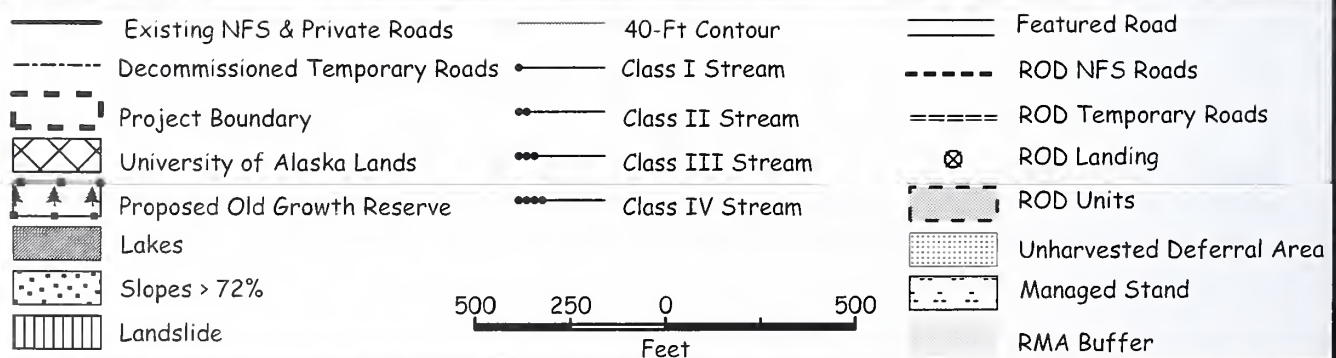 Existing NFS & Private Roads
Decommissioned Temporary Roads
Project Boundary
University of Alaska Lands
Proposed Old Growth Reserve
Lakes
Slopes > 72%
Landslide
40-Ft Contour
Class I Stream
Class II Stream
Class III Stream
Class IV Stream
500 250 0 500
Feet
Featured Road
ROD NFS Roads
ROD Temporary Roads
ROD Landing
ROD Units
Unharvested Deferral Area
Managed Stand
RMA Buffer